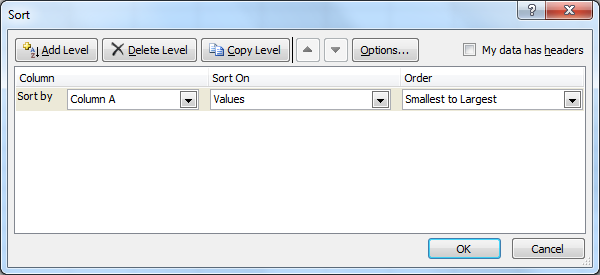 Sort
Add Level Delete Level Copy Level Options... My data has headers
Column Sort On Order
Sort by Column A Values Smallest to Largest
OK Cancel